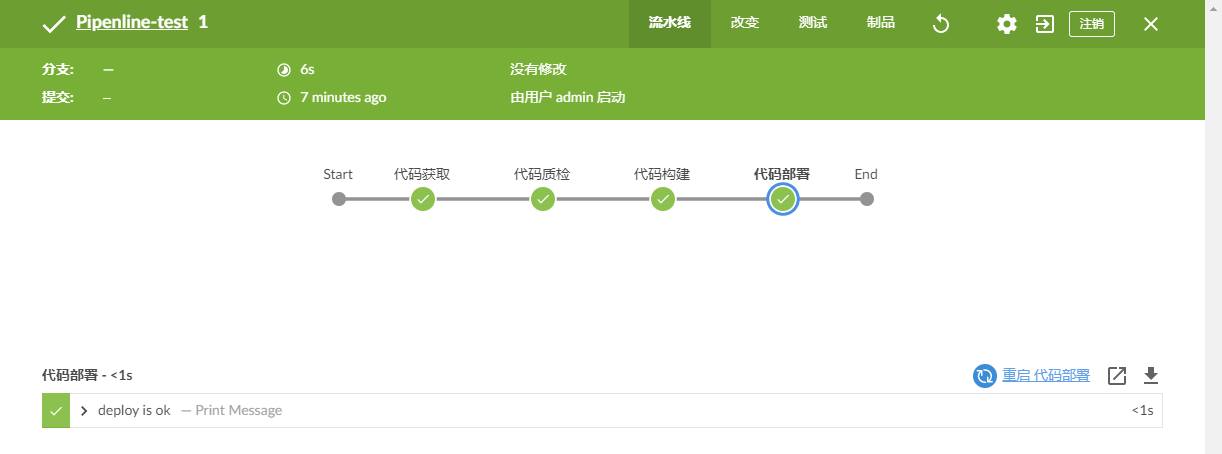 Pipenline-test 1 流水线 改变 测试 制品 注销
分支: — 6s 没有修改
提交: – 7 minutes ago 由用户 admin 启动
Start 代码获取 代码质检 代码构建 代码部署 End
代码部署 - <1s 重启 代码部署
deploy is ok — Print Message <1s